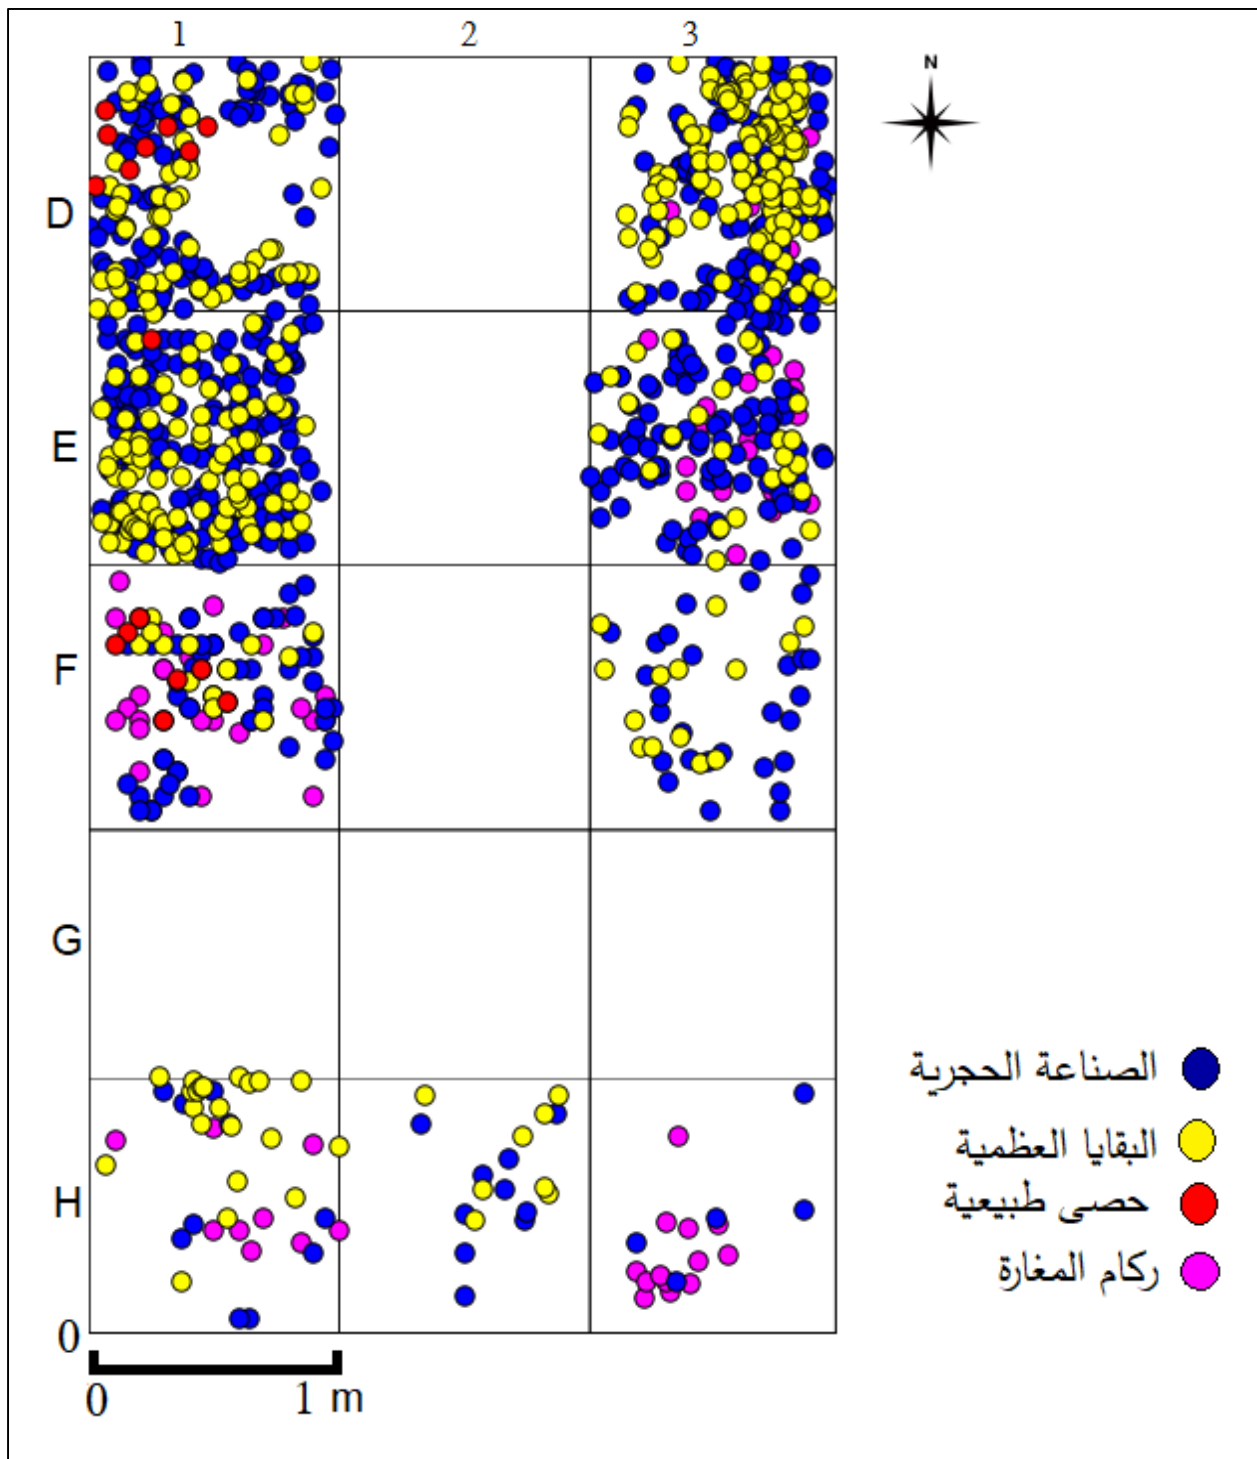 1 2 3
N
D
E
F
G
H
الصناعة الحجرية
البقايا العظمية
حصى طبيعية
ركام المغارة
0
0 1 m